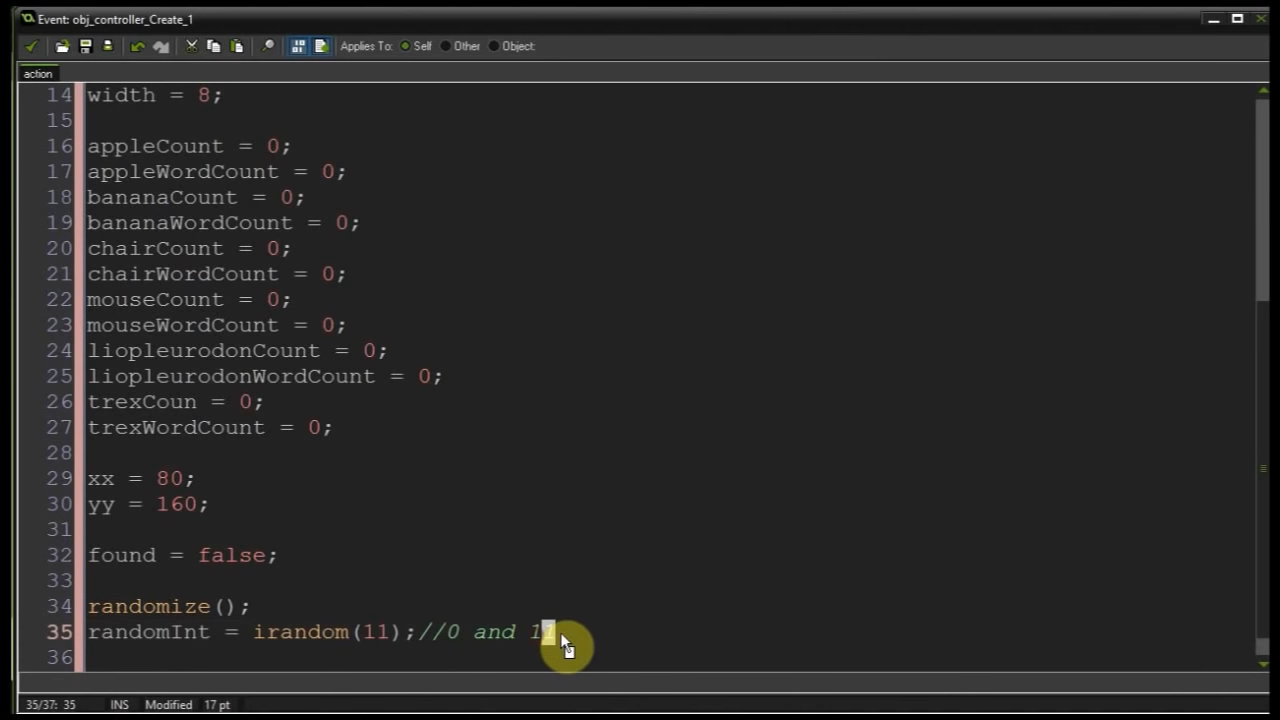 Event: obj_controller_Create_1
Applies To: Self Other Object:
action
14 width = 8;
15
16 appleCount = 0;
17 appleWordCount = 0;
18 bananaCount = 0;
19 bananaWordCount = 0;
20 chairCount = 0;
21 chairWordCount = 0;
22 mouseCount = 0;
23 mouseWordCount = 0;
24 liopleurodonCount = 0;
25 liopleurodonWordCount = 0;
26 trexCoun = 0;
27 trexWordCount = 0;
28
29 xx = 80;
30 yy = 160;
31
32 found = false;
33
34 randomize();
35 randomInt = irandom(11);//0 and 11
36
35/37: 35 INS Modified 17 pt